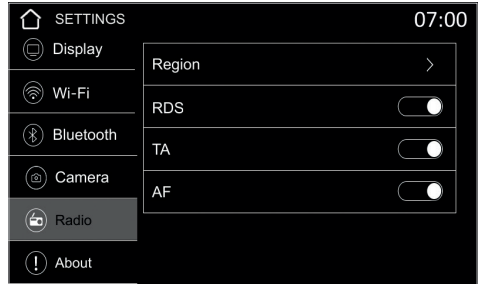 SETTINGS
07:00
Display
Wi-Fi
Bluetooth
Camera
Radio
About
Region
RDS
TA
AF